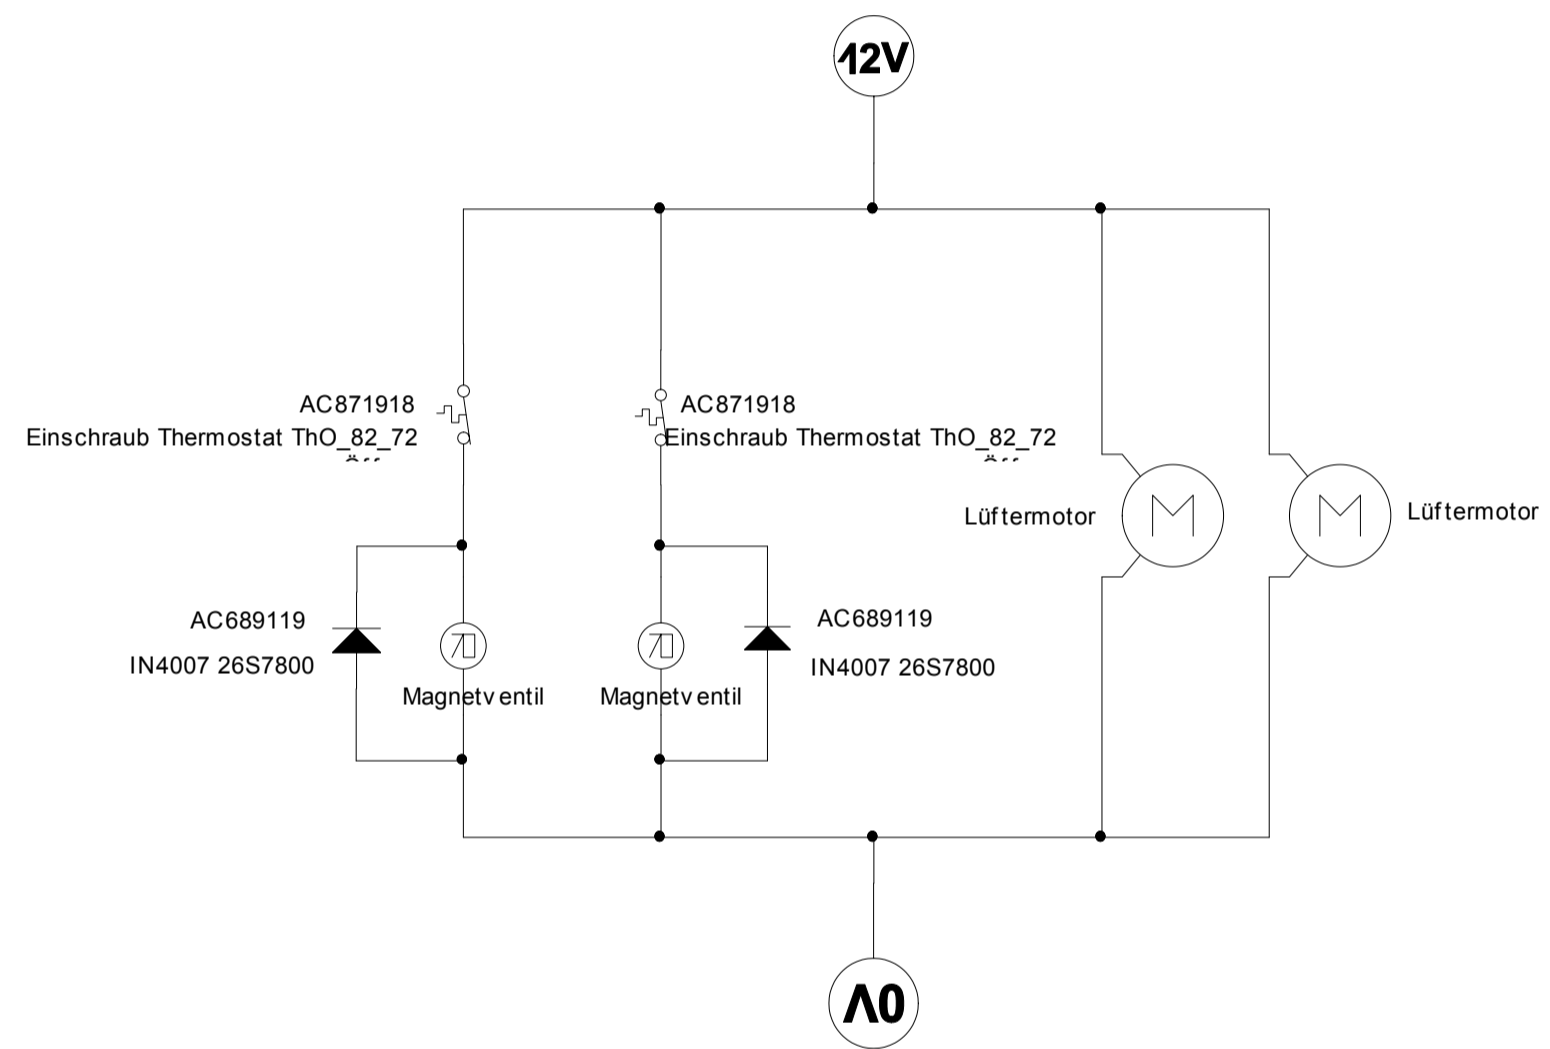 12V
AC871918
Einschraub Thermostat ThO_82_72
AC871918
Einschraub Thermostat ThO_82_72
Lüftermotor
M
M
Lüftermotor
AC689119
IN4007 26S7800
Magnetventil
Magnetventil
AC689119
IN4007 26S7800
0V